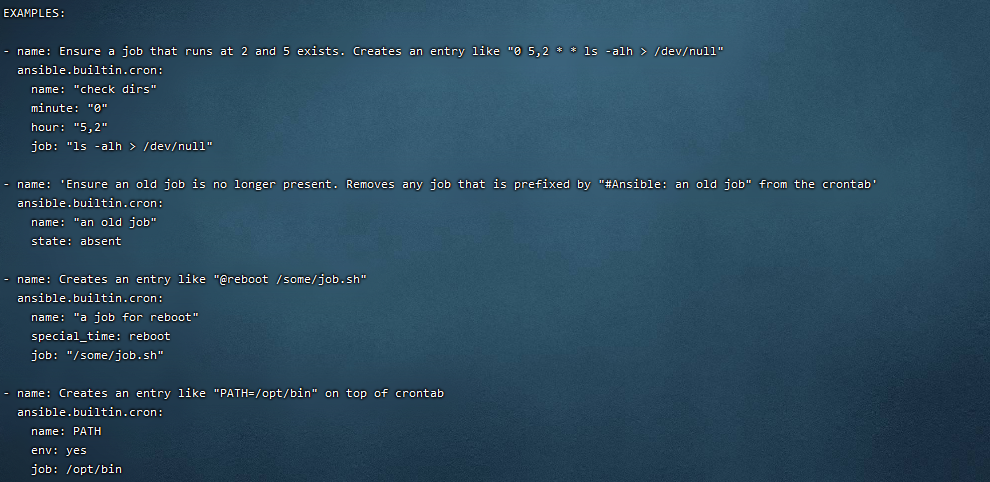 EXAMPLES:
- name: Ensure a job that runs at 2 and 5 exists. Creates an entry like "0 5,2 * * ls -alh > /dev/null"
ansible.builtin.cron:
name: "check dirs"
minute: "0"
hour: "5,2"
job: "ls -alh > /dev/null"
- name: 'Ensure an old job is no longer present. Removes any job that is prefixed by "#Ansible: an old job" from the crontab'
ansible.builtin.cron:
name: "an old job"
state: absent
- name: Creates an entry like "@reboot /some/job.sh"
ansible.builtin.cron:
name: "a job for reboot"
special_time: reboot
job: "/some/job.sh"
- name: Creates an entry like "PATH=/opt/bin" on top of crontab
ansible.builtin.cron:
name: PATH
env: yes
job: /opt/bin